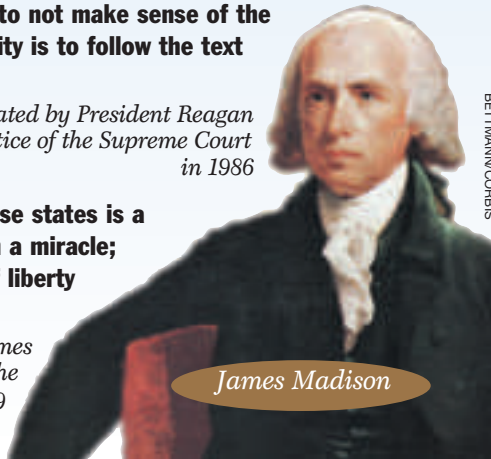 to not make sense of the
ity is to follow the text
ated by President Reagan
tice of the Supreme Court
in 1986
se states is a
a miracle;
liberty
mes
he
9
James Madison
BETTMANN/CORBIS